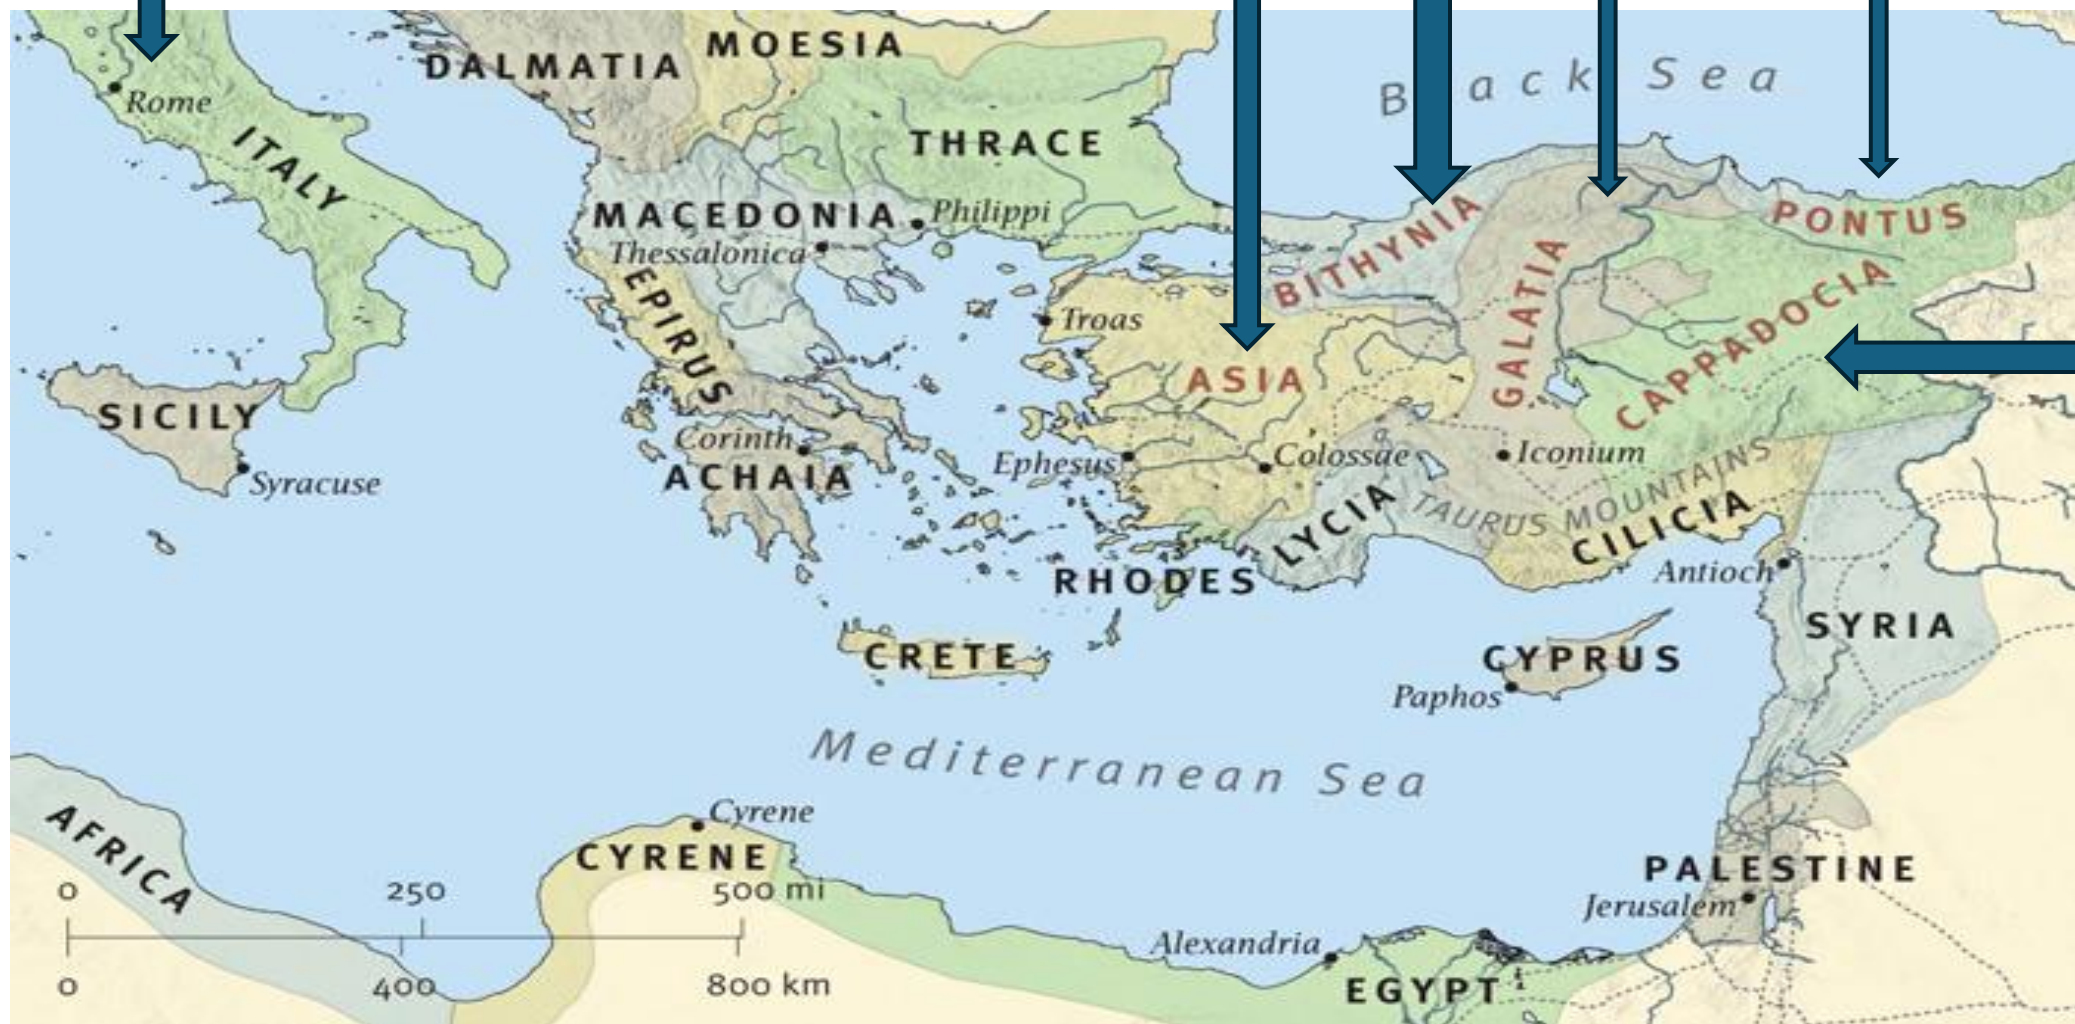 MOESIA
DALMATIA
Black Sea
Rome
ITALY
THRACE
MACEDONIA
Philippi
Thessalonica
BITHYNIA
PONTUS
GALATIA
CAPPADOCIA
EPIRUS
Troas
ASIA
SICILY
Syracuse
Corinth
ACHAIA
Ephesus
Colossae
Iconium
LYCIA
TAURUS MOUNTAINS
CILICIA
RHODES
Antioch
SYRIA
CRETE
CYPRUS
Paphos
Mediterranean Sea
AFRICA
Cyrene
CYRENE
PALESTINE
Jerusalem
0 250 500 mi
0 400 800 km
Alexandria
EGYPT